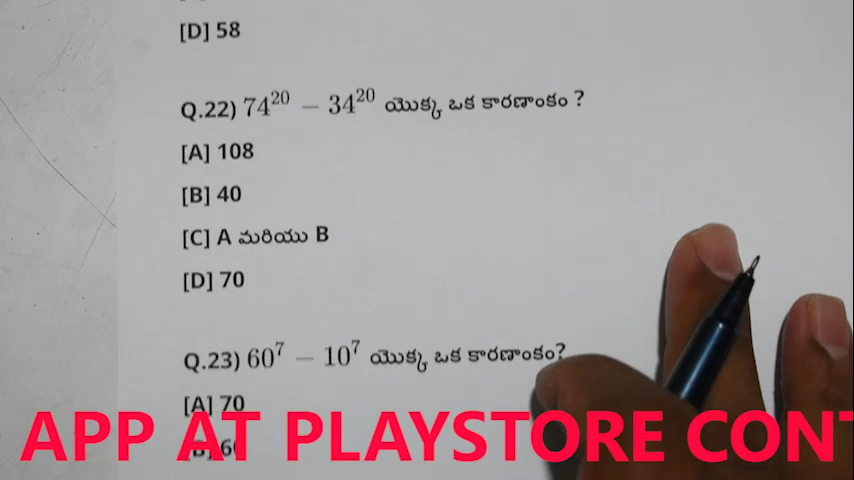 [D] 58
Q.22) 74^20 – 34^20 యొక్క ఒక కారణాంకం ?
[A] 108
[B] 40
[C] A మరియు B
[D] 70
Q.23) 60^7 – 10^7 యొక్క ఒక కారణాంకం?
[A] 70
APP AT PLAYSTORE CONT